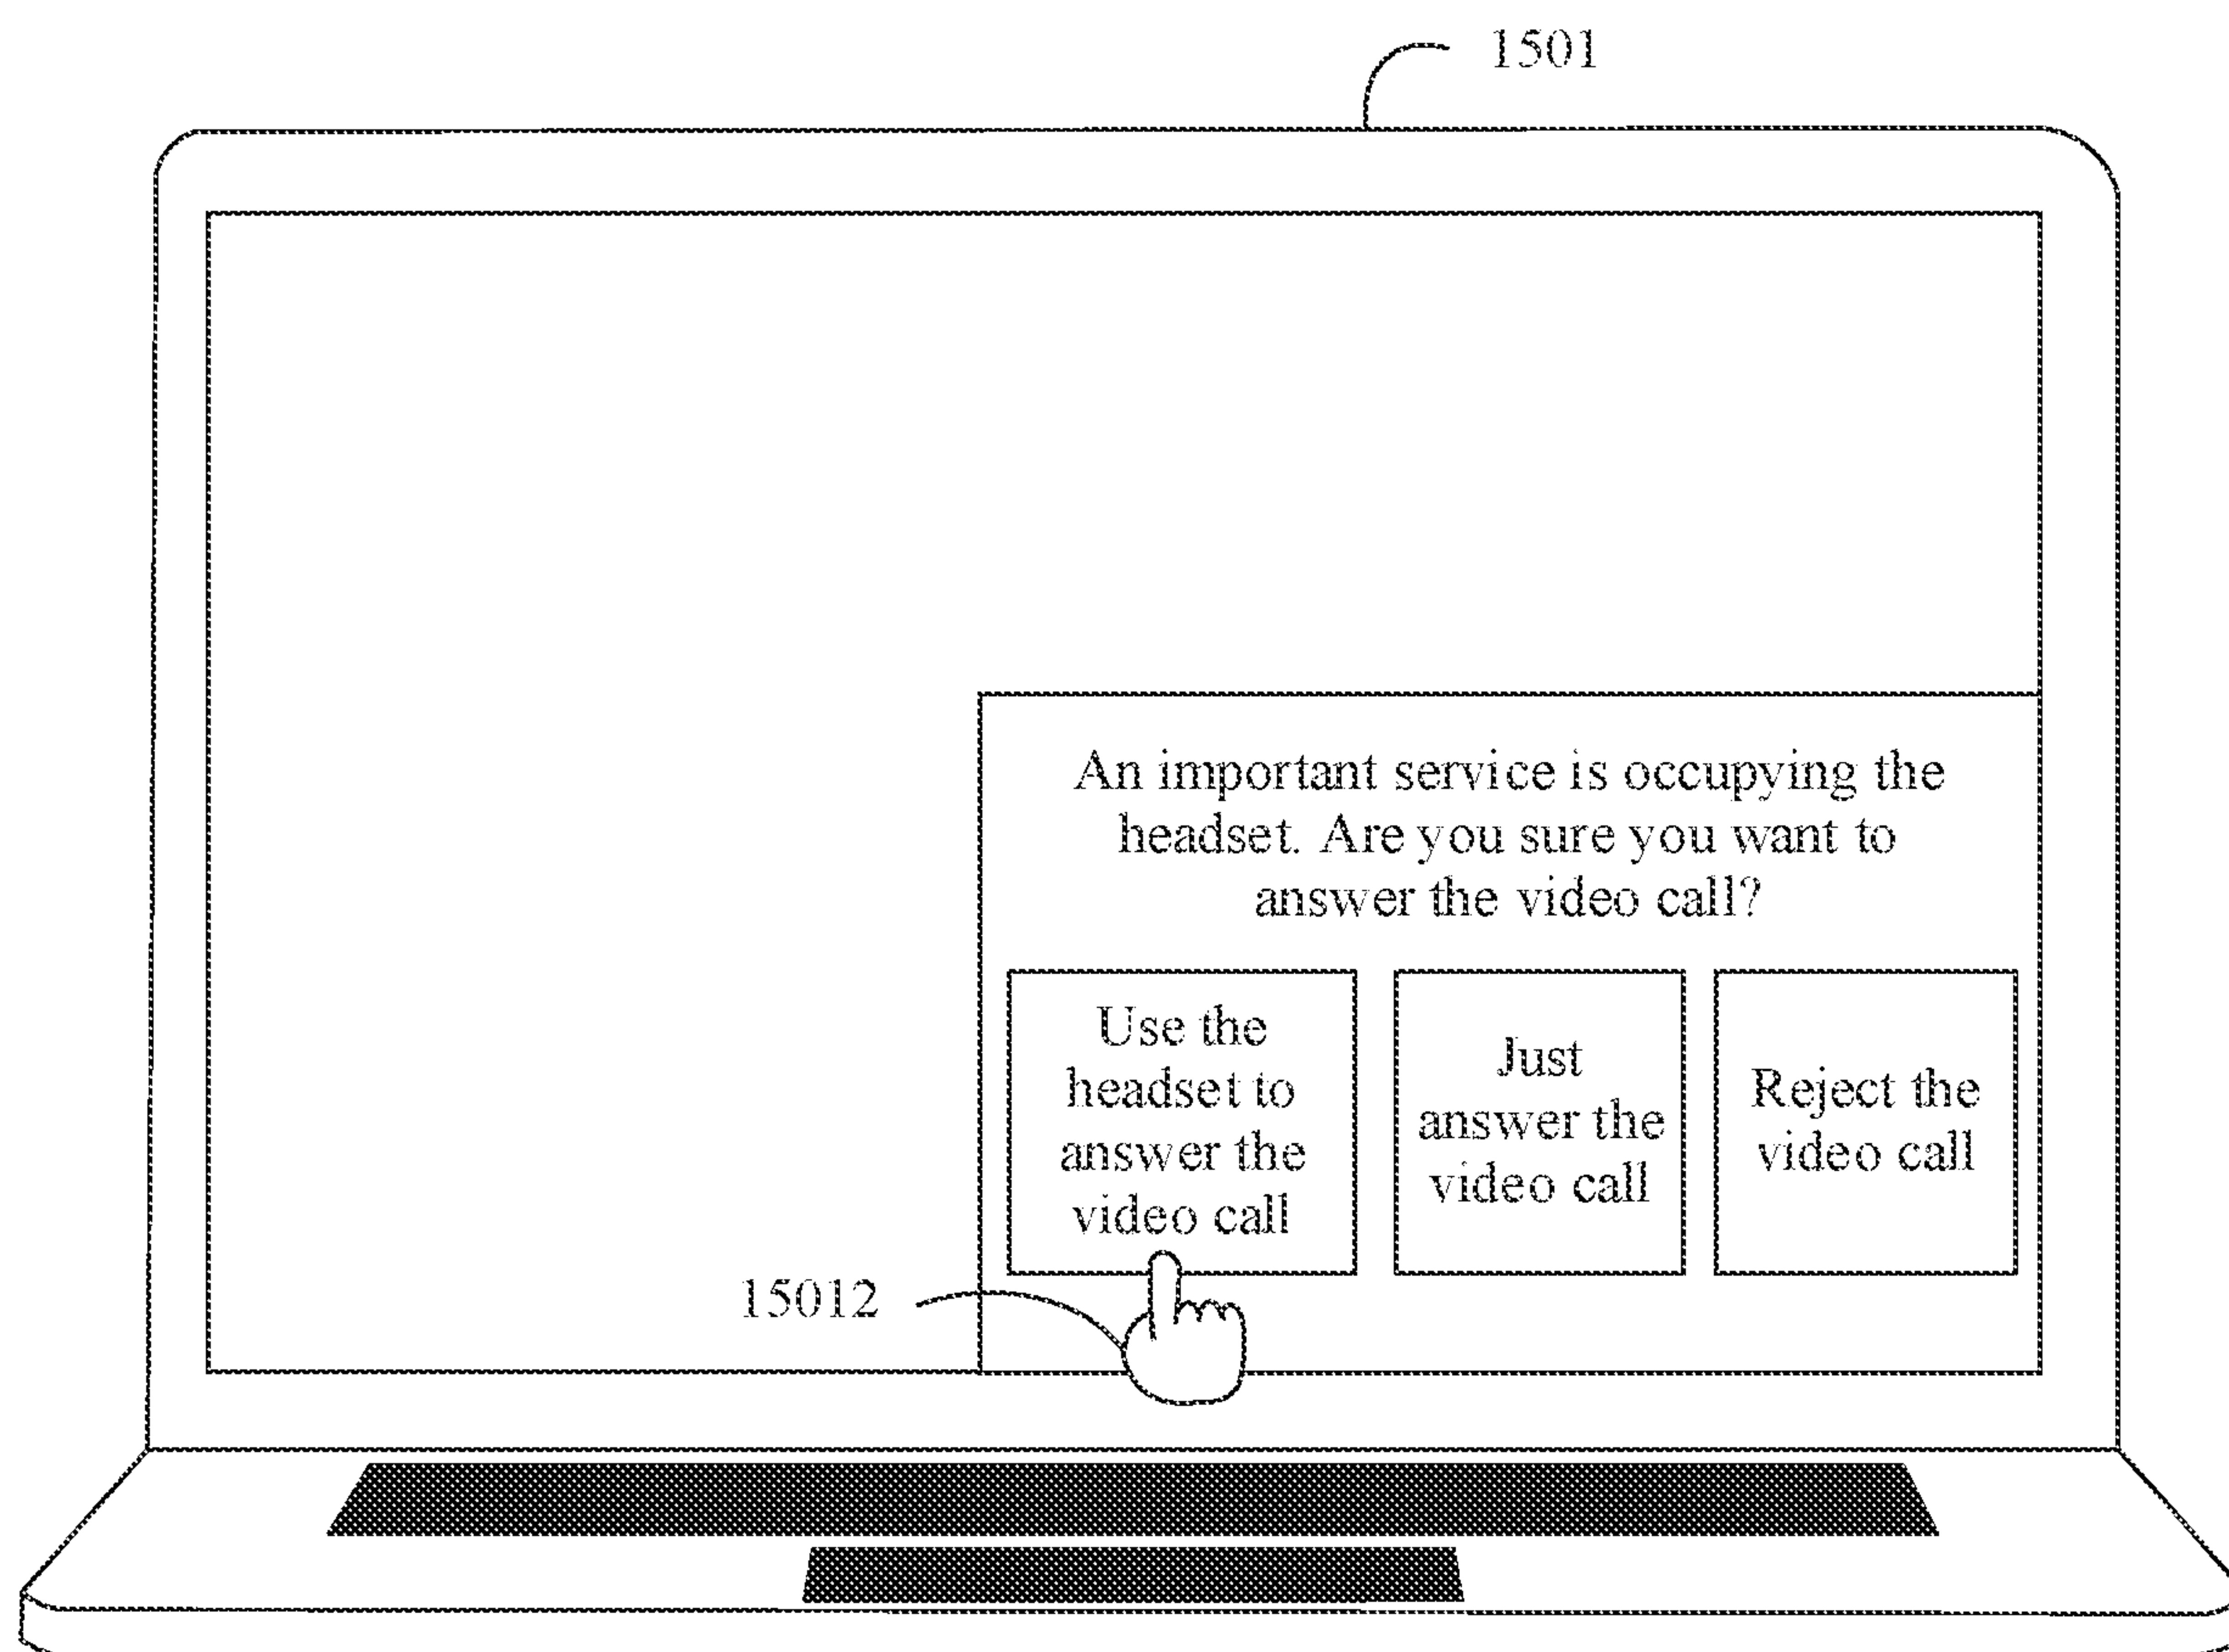 1501
An important service is occupying the
headset. Are you sure you want to
answer the video call?
Use the
headset to
answer the
video call
Just
answer the
video call
Reject the
video call
15012